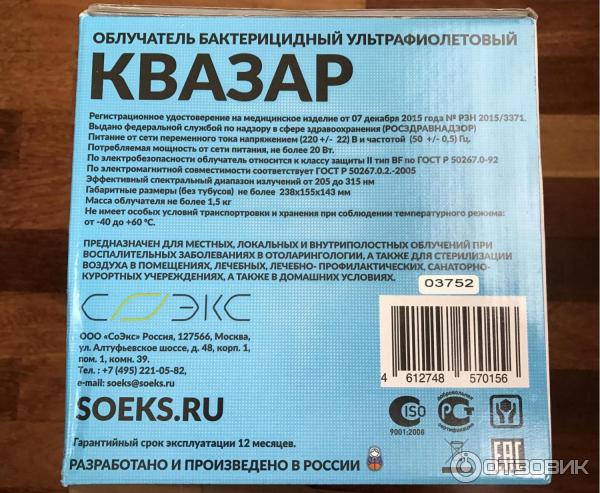 ОБЛУЧАТЕЛЬ БАКТЕРИЦИДНЫЙ УЛЬТРАФИОЛЕТОВЫЙ
КВАЗАР
Регистрационное удостоверение на медицинское изделие от 07 декабря 2015 года № РЗН 2015/3371.
Выдано федеральной службой по надзору в сфере здравоохранения (РОСЗДРАВНАДЗОР)
Питание от сети переменного тока напряжением (220 +/- 22) В и частотой (50 +/- 0,5) Гц.
Потребляемая мощность от сети питания, не более 20 Вт.
По электробезопасности облучатель относится к классу защиты II тип BF по ГОСТ Р 50267.0-92
По электромагнитной совместимости соответствует ГОСТ Р 50267.0.2.-2005
Эффективный спектральный диапазон излучений от 205 до 315 нм
Габаритные размеры (без тубусов) не более 238х155х143 мм
Масса облучателя не более 1,5 кг
Не имеет особых условий транспортровки и хранения при соблюдении температурного режима:
от -40 до +60 °С.
ПРЕДНАЗНАЧЕН ДЛЯ МЕСТНЫХ, ЛОКАЛЬНЫХ И ВНУТРИПОЛОСТНЫХ ОБЛУЧЕНИЙ ПРИ
ВОСПАЛИТЕЛЬНЫХ ЗАБОЛЕВАНИЯХ В ОТОЛАРИНГОЛОГИИ, А ТАКЖЕ ДЛЯ СТЕРИЛИЗАЦИИ
ВОЗДУХА В ПОМЕЩЕНИЯХ, ЛЕЧЕБНЫХ, ЛЕЧЕБНО- ПРОФИЛАКТИЧЕСКИХ, САНАТОРНО-
КУРОРТНЫХ УЧЕРЕЖДЕНИЯХ, А ТАКЖЕ В ДОМАШНИХ УСЛОВИЯХ.
03752
СОЭКС
ООО «СоЭкс» Россия, 127566, Москва,
ул. Алтуфьевское шоссе, д. 48, корп. 1,
пом. 1, комн. 39.
Тел. : +7 (495) 221-05-82,
e-mail: soeks@soeks.ru
4 612748 570156
SOEKS.RU
ISO
9001:2008
добровольная
РСТ
сертификация
Гарантийный срок эксплуатации 12 месяцев.
РАЗРАБОТАНО И ПРОИЗВЕДЕНО В РОССИИ
EAC
ОТЗОВИК